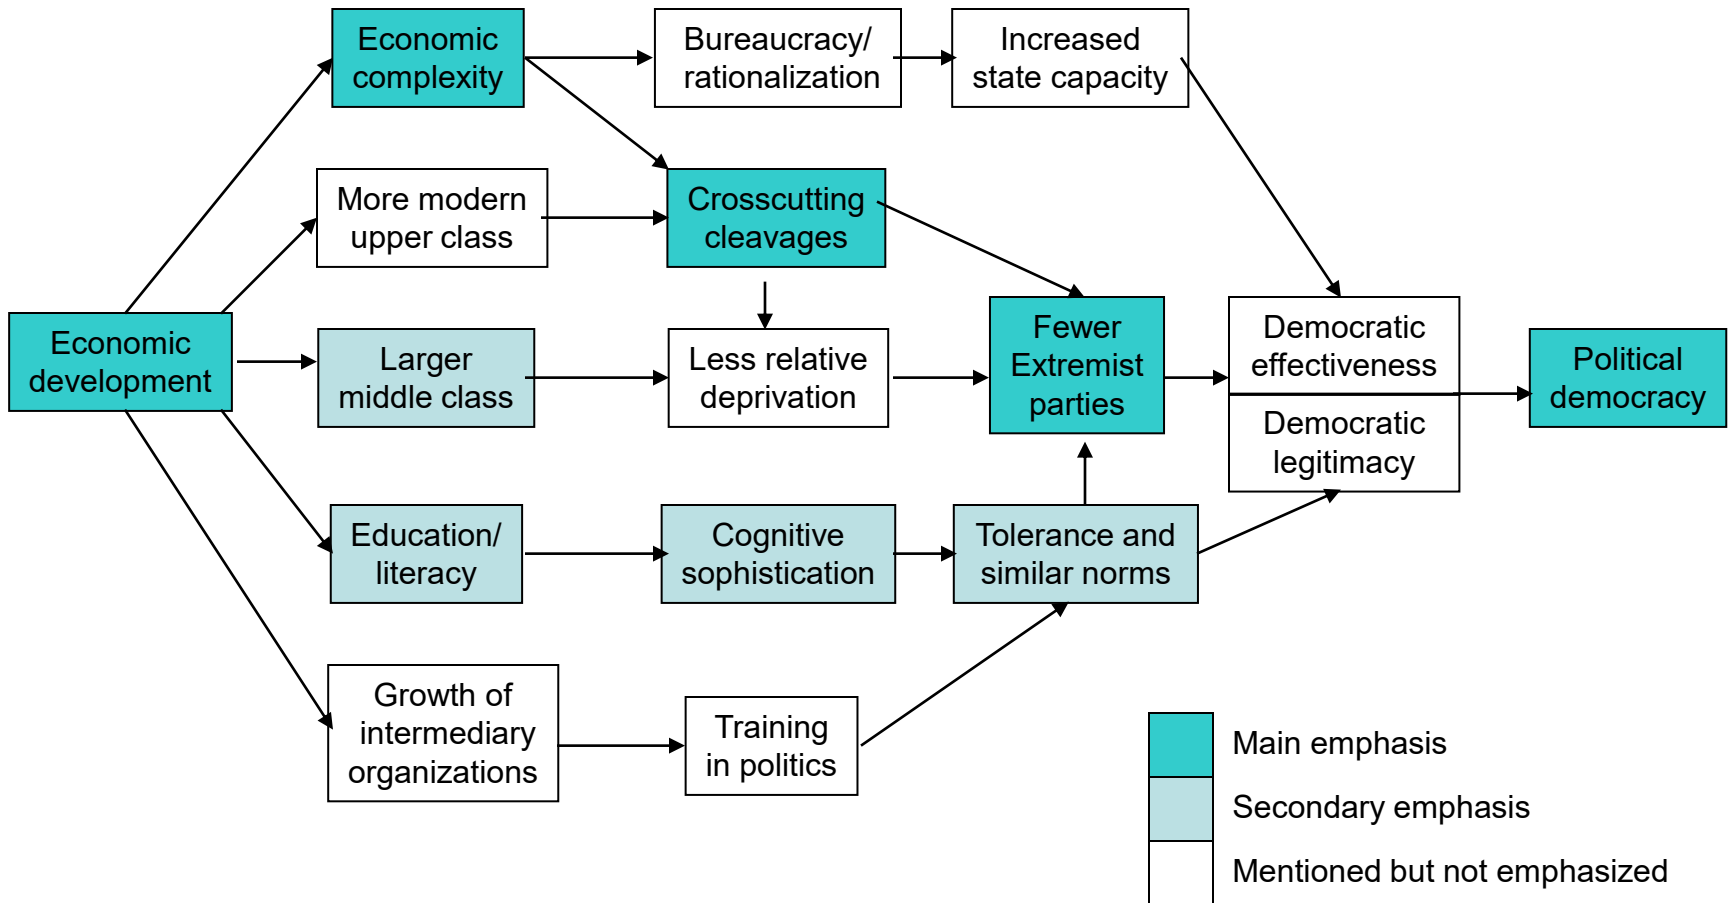 Economic
complexity
Bureaucracy/
rationalization
Increased
state capacity
More modern
upper class
Crosscutting
cleavages
Economic
development
Larger
middle class
Less relative
deprivation
Fewer
Extremist
parties
Democratic
effectiveness
Democratic
legitimacy
Political
democracy
Education/
literacy
Cognitive
sophistication
Tolerance and
similar norms
Growth of
intermediary
organizations
Training
in politics
Main emphasis
Secondary emphasis
Mentioned but not emphasized